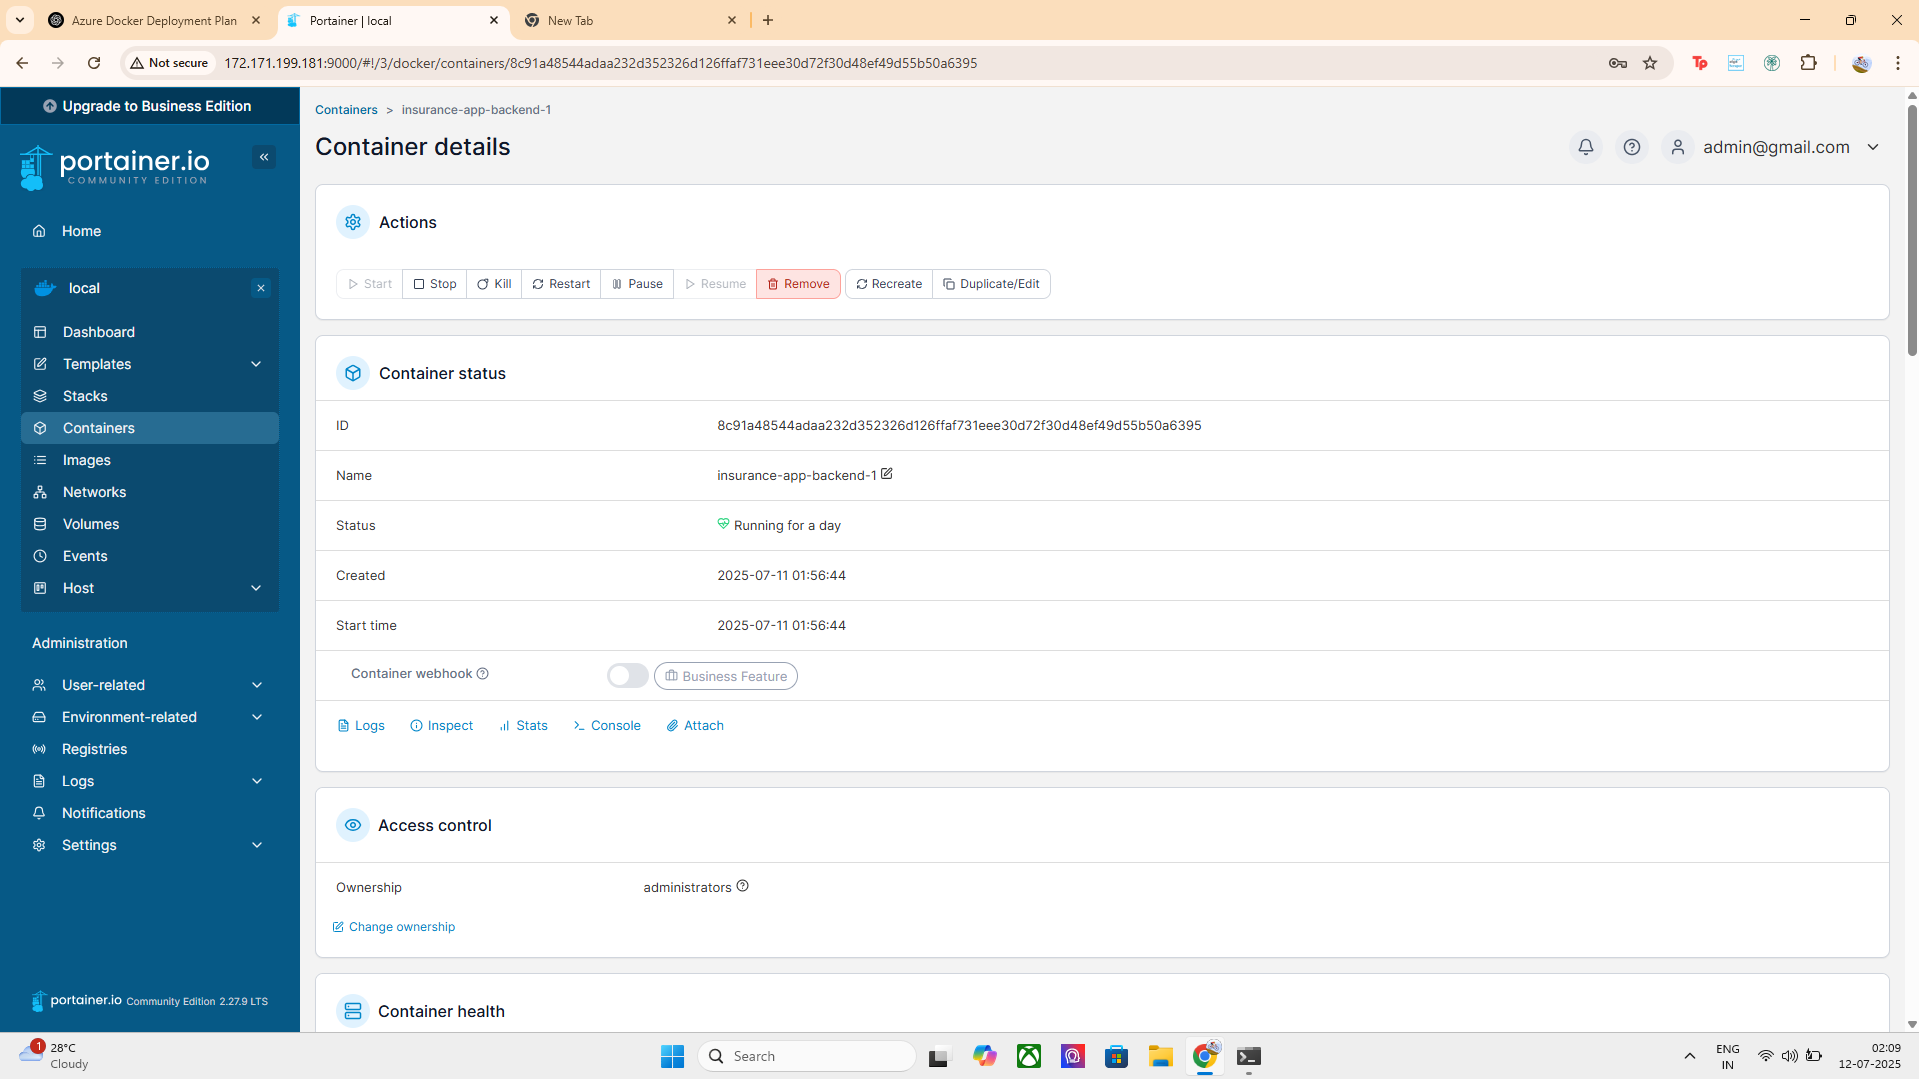 Azure Docker Deployment Plan
Portainer | local
New Tab
Not secure
172.171.199.181:9000/#!/3/docker/containers/8c91a48544adaa232d352326d126ffaf731eee30d72f30d48ef49d55b50a6395
Tp
Upgrade to Business Edition
portainer.io
COMMUNITY EDITION
Home
local
Dashboard
Templates
Stacks
Containers
Images
Networks
Volumes
Events
Host
Administration
User-related
Environment-related
Registries
Logs
Notifications
Settings
portainer.io Community Edition 2.27.9 LTS
Containers > insurance-app-backend-1
Container details
admin@gmail.com
Actions
Start Stop Kill Restart Pause Resume Remove Recreate Duplicate/Edit
Container status
ID 8c91a48544adaa232d352326d126ffaf731eee30d72f30d48ef49d55b50a6395
Name insurance-app-backend-1
Status Running for a day
Created 2025-07-11 01:56:44
Start time 2025-07-11 01:56:44
Container webhook Business Feature
Logs Inspect Stats Console Attach
Access control
Ownership administrators
Change ownership
Container health
1
28°C
Cloudy
Search
ENG
IN
02:09
12-07-2025